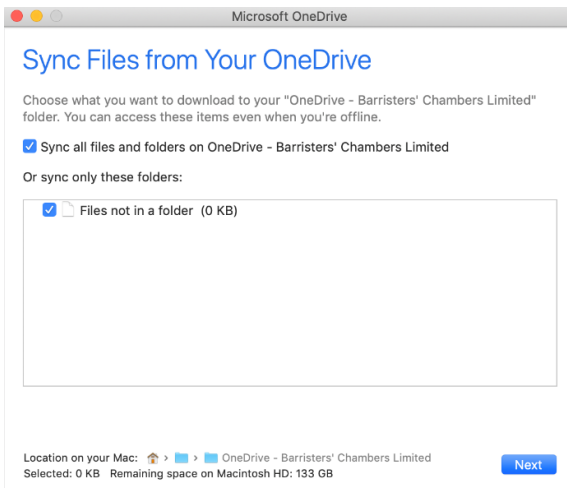 Microsoft OneDrive
Sync Files from Your OneDrive
Choose what you want to download to your "OneDrive - Barristers' Chambers Limited"
folder. You can access these items even when you're offline.
Sync all files and folders on OneDrive - Barristers' Chambers Limited
Or sync only these folders:
Files not in a folder (0 KB)
Location on your Mac: > > OneDrive - Barristers' Chambers Limited
Selected: 0 KB Remaining space on Macintosh HD: 133 GB
Next